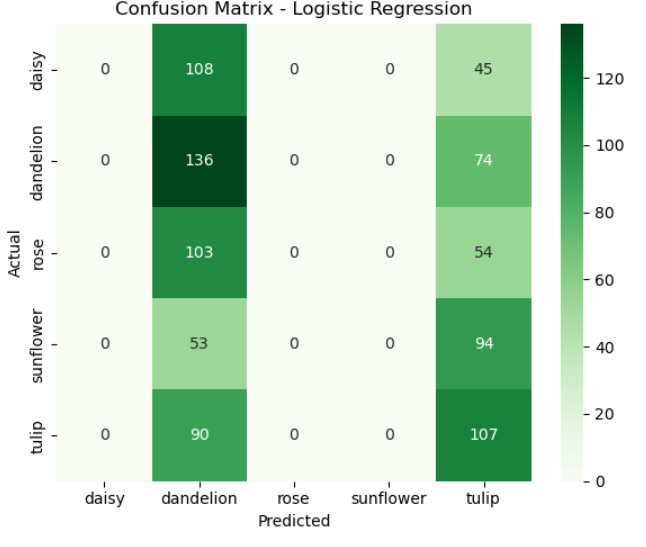 Confusion Matrix - Logistic Regression
daisy 0 108 0 0 45
dandelion 0 136 0 0 74
rose 0 103 0 0 54
sunflower 0 53 0 0 94
tulip 0 90 0 0 107
daisy dandelion rose sunflower tulip
Predicted
Actual
120
100
80
60
40
20
0